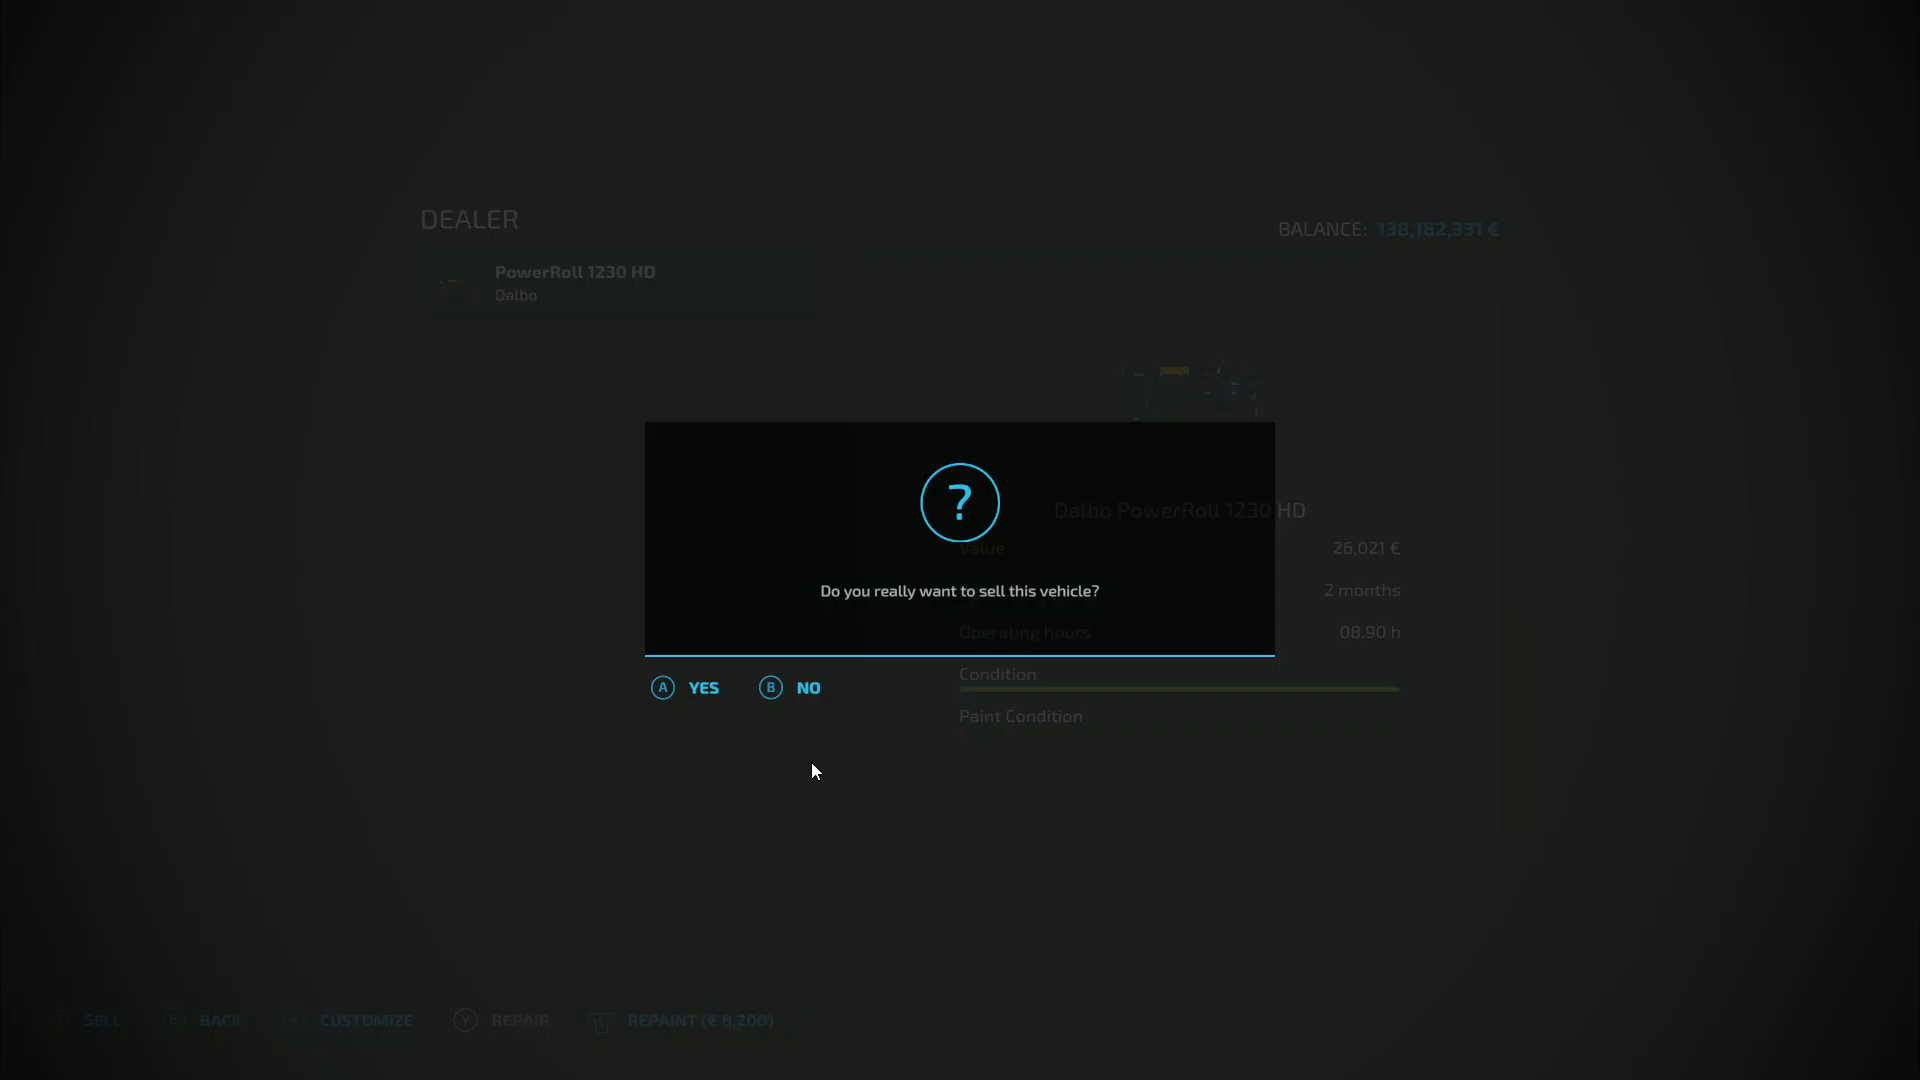 DEALER
BALANCE: 138,182,331 €
PowerRoll 1230 HD
Dalbo
?
Dalbo PowerRoll 1230 HD
Value 26,021 €
Do you really want to sell this vehicle?
2 months
Operating hours 08.90 h
Condition
A YES B NO
Paint Condition
SELL B BACK CUSTOMIZE Y REPAIR REPAINT (€ 8,200)